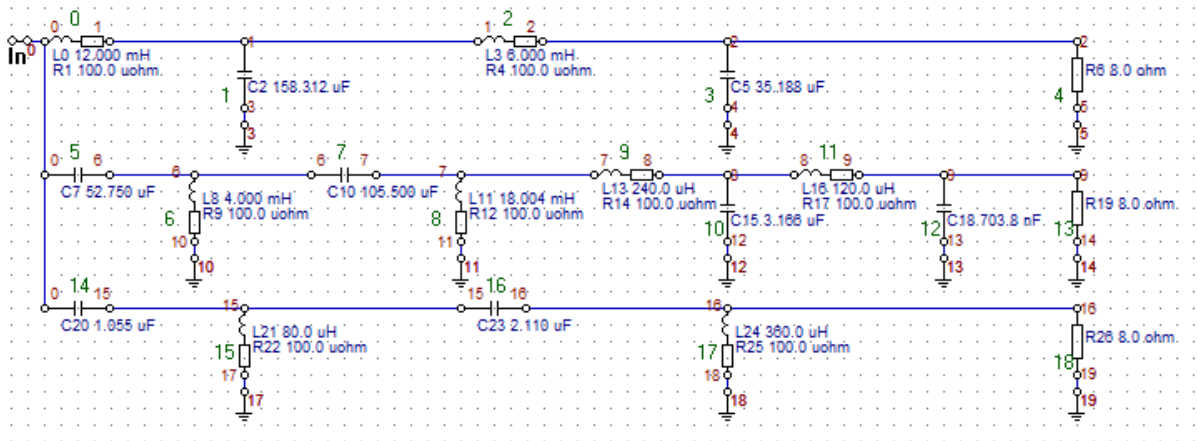 0 0 1 1 1 2 2 2 2
In 0
L0 12.000 mH
R1 100.0 uohm.
L3 6.000 mH
R4 100.0 uohm.
C2 158.312 uF
C5 35.188 uF
R6 8.0 ohm
1 3 3 4 4 5
3 4 5
0 5 6 6 6 7 7 7 7 9 8 8 8 11 9 9 9
C7 52.750 uF
L8 4.000 mH
R9 100.0 uohm
C10 105.500 uF
L11 18.004 mH
R12 100.0 uohm
L13 240.0 uH
R14 100.0 uohm
C15 3.166 uF
L16 120.0 uH
R17 100.0 uohm
C18 703.8 nF
R19 8.0 ohm
6 10 8 11 10 12 12 13 13 14
10 11 12 13 14
0 14 15 15 15 16 16 16 16
C20 1.055 uF
L21 80.0 uH
R22 100.0 uohm
C23 2.110 uF
L24 360.0 uH
R25 100.0 uohm
R26 8.0 ohm
15 17 17 18 18 19
17 18 19